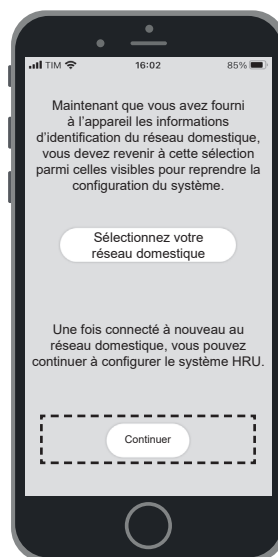 TIM 16:02 85%
Maintenant que vous avez fourni
à l’appareil les informations
d’identification du réseau domestique,
vous devez revenir à cette sélection
parmi celles visibles pour reprendre la
configuration du système.
Sélectionnez votre
réseau domestique
Une fois connecté à nouveau au
réseau domestique, vous pouvez
continuer à configurer le système HRU.
Continuer